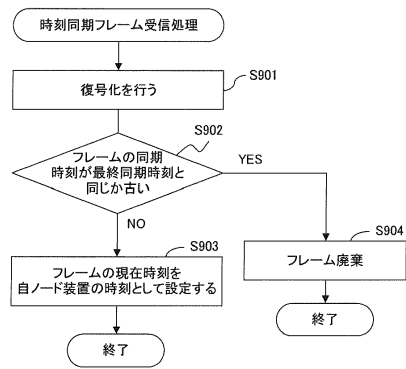 時刻同期フレーム受信処理
S901
復号化を行う
S902
フレームの同期
時刻が最終同期時刻と
同じか古い
YES
NO
S903
フレームの現在時刻を
自ノード装置の時刻として設定する
S904
フレーム廃棄
終了
終了